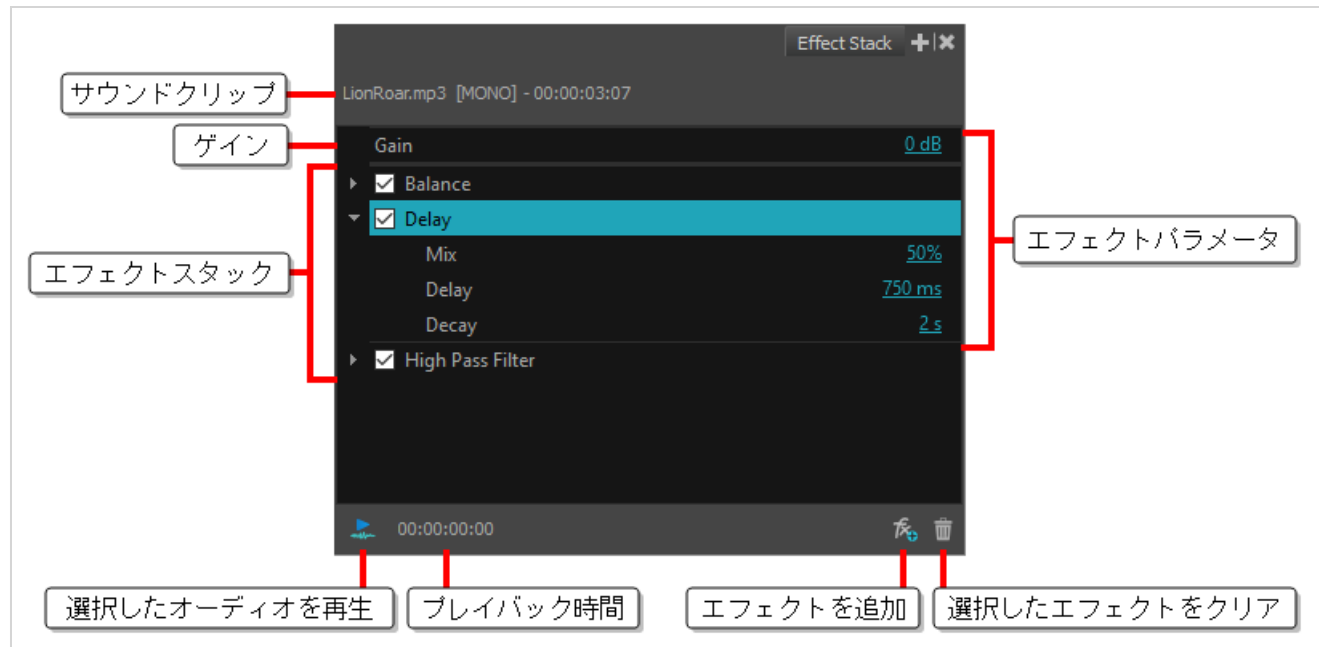 Effect Stack
サウンドクリップ
LionRoar.mp3 [MONO] - 00:00:03:07
ゲイン
Gain 0 dB
Balance
Delay
エフェクトパラメータ
Mix 50%
エフェクトスタック
Delay 750 ms
Decay 2 s
High Pass Filter
00:00:00:00 fx
選択したオーディオを再生 プレイバック時間 エフェクトを追加 選択したエフェクトをクリア